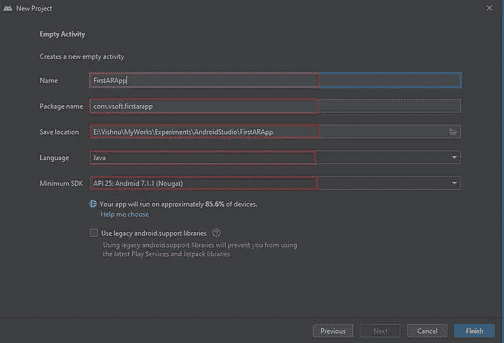 New Project
Empty Activity
Creates a new empty activity
Name
FirstARApp
Package name
com.vsoft.firstarapp
Save location
E:\Vishnu\MyWorks\Experiments\AndroidStudio\FirstARApp
Language
Java
Minimum SDK
API 25: Android 7.1.1 (Nougat)
Your app will run on approximately 85.6% of devices.
Help me choose
Use legacy android.support libraries
Using legacy android.support libraries will prevent you from using
the latest Play Services and Jetpack libraries
Previous
Next
Cancel
Finish